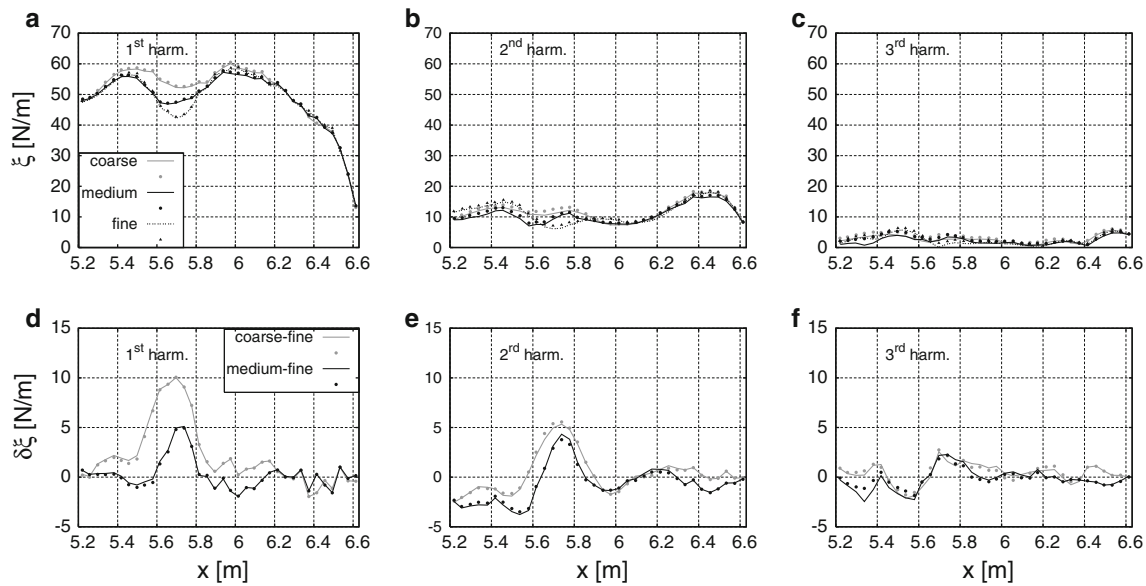 a
b
c
70
60
50
40
30
20
10
0
ξ [N/m]
1st harm.
coarse
medium
fine
5.2 5.4 5.6 5.8 6 6.2 6.4 6.6
70
60
50
40
30
20
10
0
2nd harm.
5.2 5.4 5.6 5.8 6 6.2 6.4 6.6
70
60
50
40
30
20
10
0
3rd harm.
5.2 5.4 5.6 5.8 6 6.2 6.4 6.6
d
e
f
15
10
5
0
-5
δξ [N/m]
1st harm.
coarse-fine
medium-fine
5.2 5.4 5.6 5.8 6 6.2 6.4 6.6
x [m]
15
10
5
0
-5
2rd harm.
5.2 5.4 5.6 5.8 6 6.2 6.4 6.6
x [m]
15
10
5
0
-5
3rd harm.
5.2 5.4 5.6 5.8 6 6.2 6.4 6.6
x [m]